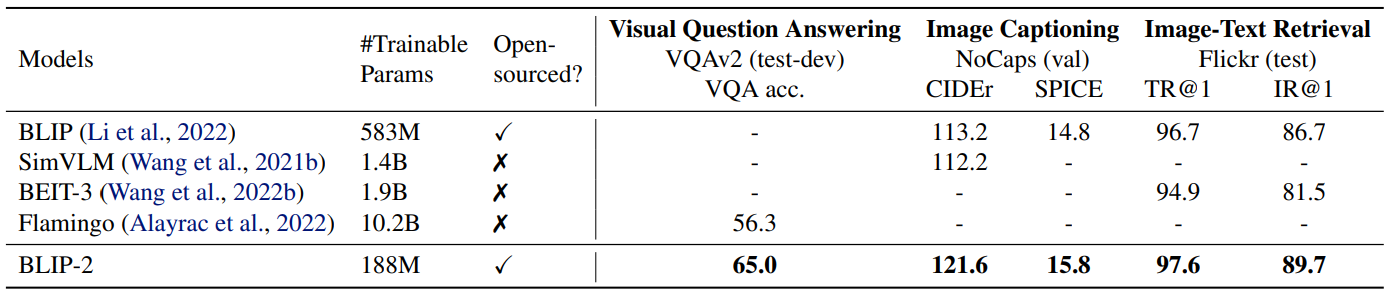 Models #Trainable Params Open-sourced? Visual Question Answering Image Captioning Image-Text Retrieval
VQAv2 (test-dev) NoCaps (val) Flickr (test)
VQA acc. CIDEr SPICE TR@1 IR@1
BLIP (Li et al., 2022) 583M ✓ - 113.2 14.8 96.7 86.7
SimVLM (Wang et al., 2021b) 1.4B ✗ - 112.2 - - -
BEIT-3 (Wang et al., 2022b) 1.9B ✗ - - - 94.9 81.5
Flamingo (Alayrac et al., 2022) 10.2B ✗ 56.3 - - - -
BLIP-2 188M ✓ 65.0 121.6 15.8 97.6 89.7